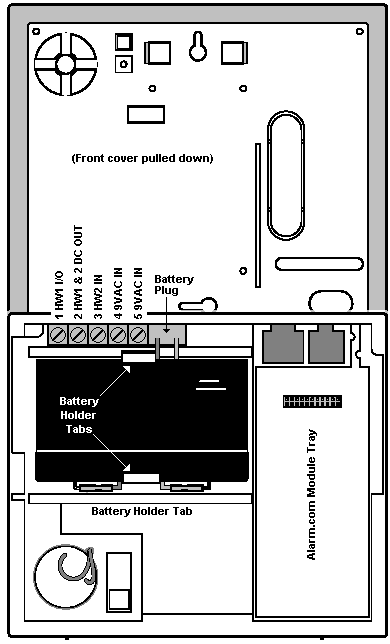 (Front cover pulled down)
1 HW1 I/O
2 HW1 & 2 DC OUT
3 HW2 IN
4 9VAC IN
5 9VAC IN
Battery
Plug
Battery
Holder
Tabs
Alarm.com Module Tray
Battery Holder Tab